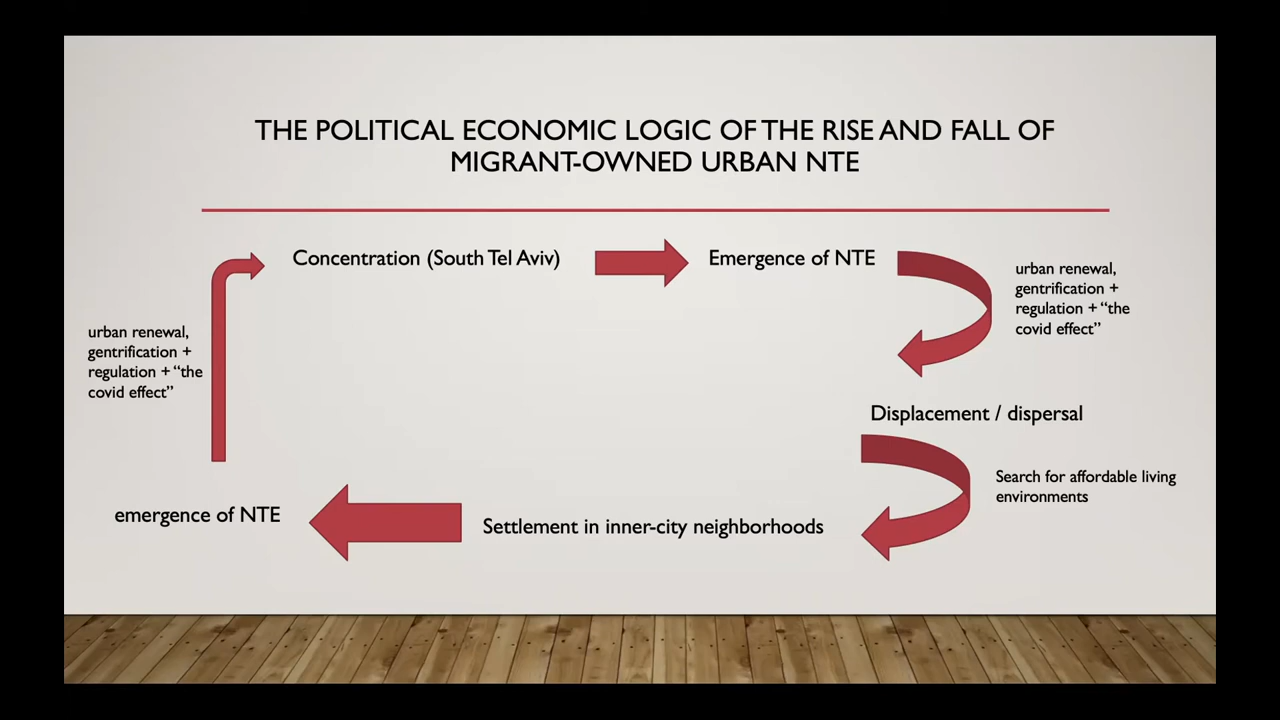 THE POLITICAL ECONOMIC LOGIC OF THE RISE AND FALL OF
MIGRANT-OWNED URBAN NTE
Concentration (South Tel Aviv)
Emergence of NTE
urban renewal,
gentrification +
regulation + “the
covid effect”
Displacement / dispersal
Search for affordable living
environments
Settlement in inner-city neighborhoods
emergence of NTE
urban renewal,
gentrification +
regulation + “the
covid effect”